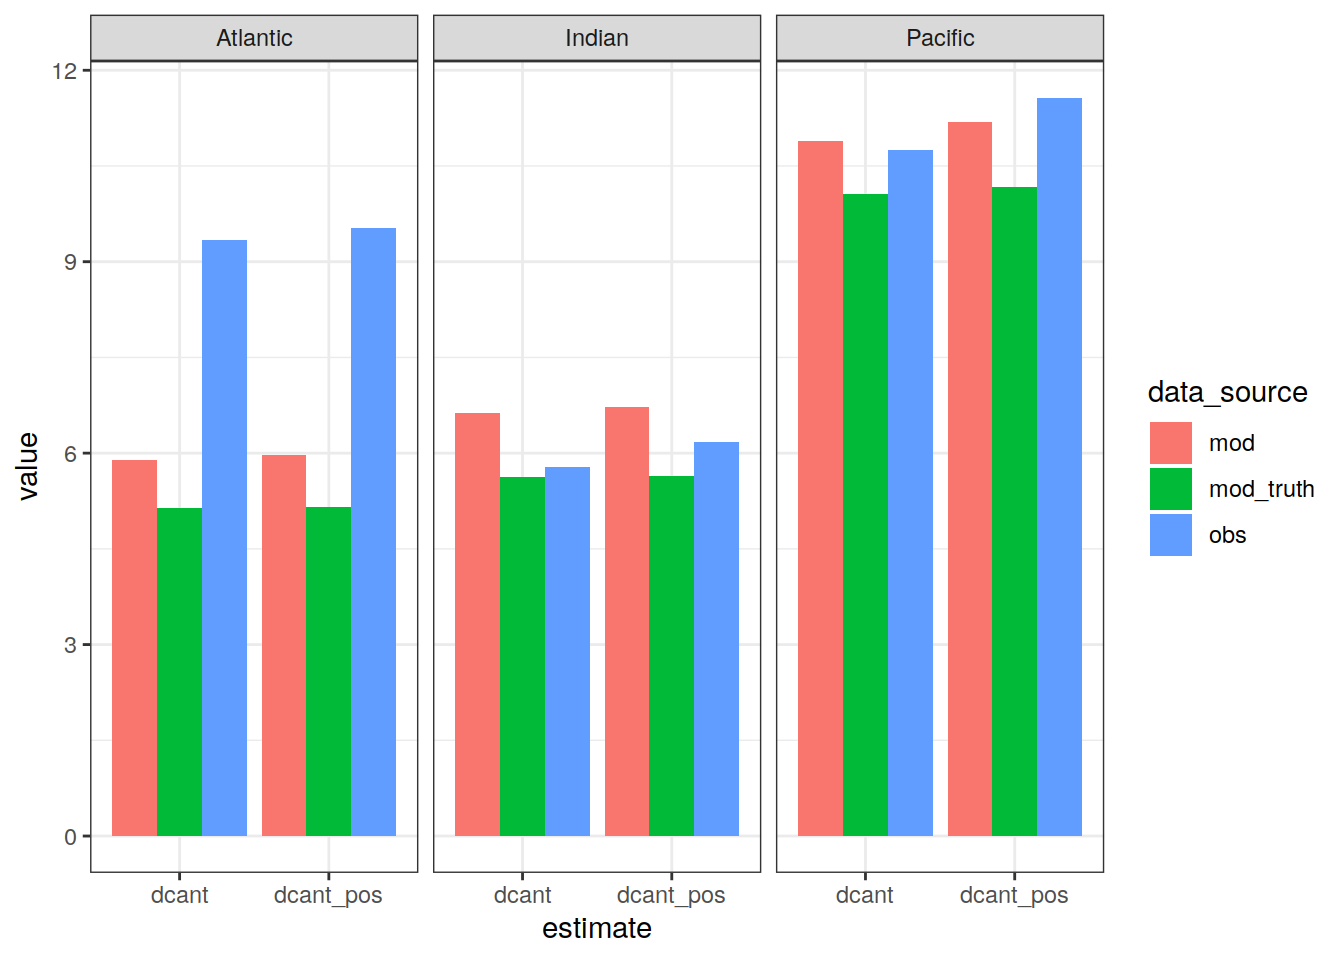 Atlantic Indian Pacific
12
9
6
3
0
value
dcant dcant_pos dcant dcant_pos dcant dcant_pos
estimate
data_source
mod
mod_truth
obs